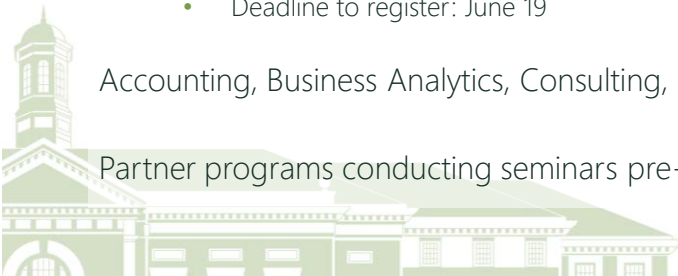 • Deadline to register: June 19
Accounting, Business Analytics, Consulting,
Partner programs conducting seminars pre-